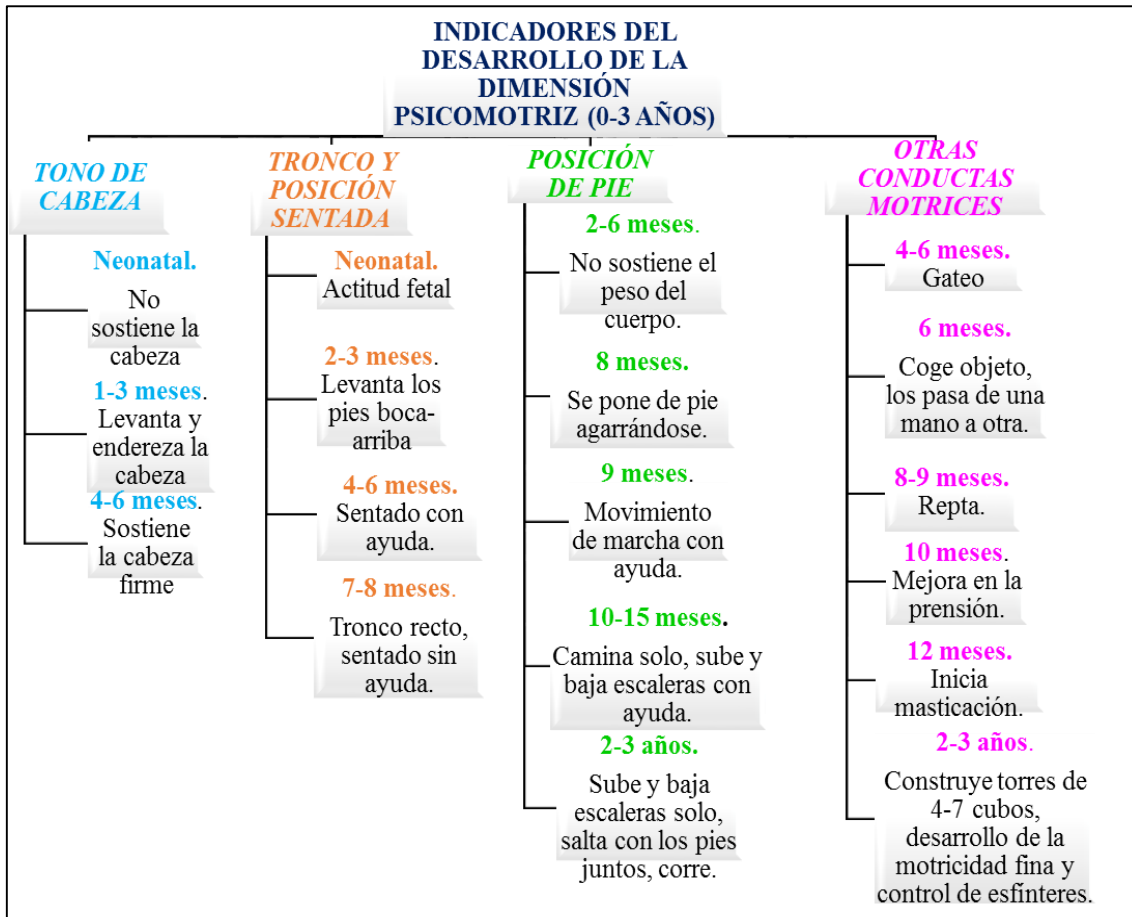 INDICADORES DEL
DESARROLLO DE LA
DIMENSIÓN
PSICOMOTRIZ (0-3 AÑOS)
TONO DE
CABEZA
Neonatal.
No
sostiene la
cabeza
1-3 meses.
Levanta y
endereza la
cabeza
4-6 meses.
Sostiene
la cabeza
firme
TRONCO Y
POSICIÓN
SENTADA
Neonatal.
Actitud fetal
2-3 meses.
Levanta los
pies boca-
arriba
4-6 meses.
Sentado con
ayuda.
7-8 meses.
Tronco recto,
sentado sin
ayuda.
POSICIÓN
DE PIE
2-6 meses.
No sostiene el
peso del
cuerpo.
8 meses.
Se pone de pie
agarrándose.
9 meses.
Movimiento
de marcha con
ayuda.
10-15 meses.
Camina solo, sube y
baja escaleras con
ayuda.
2-3 años.
Sube y baja
escaleras solo,
salta con los pies
juntos, corre.
OTRAS
CONDUCTAS
MOTRICES
4-6 meses.
Gateo
6 meses.
Coge objeto,
los pasa de una
mano a otra.
8-9 meses.
Repta.
10 meses.
Mejora en la
prensión.
12 meses.
Inicia
masticación.
2-3 años.
Construye torres de
4-7 cubos,
desarrollo de la
motricidad fina y
control de esfínteres.